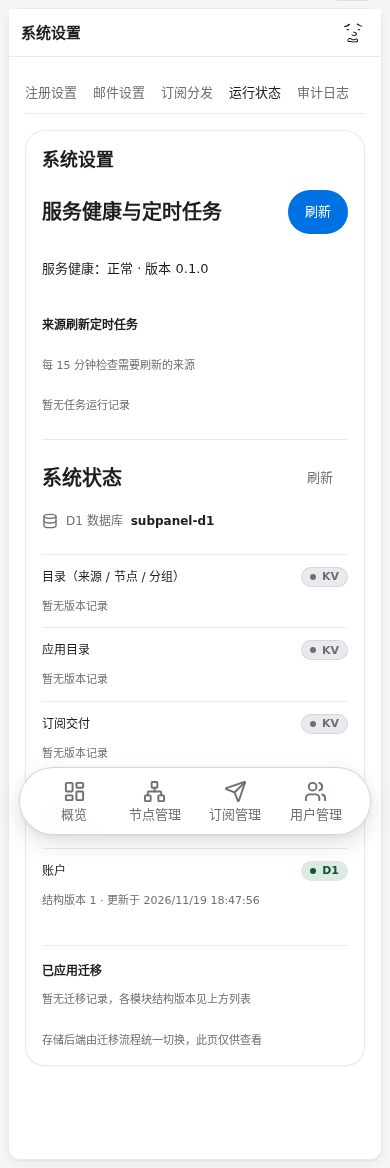 系统设置
注册设置 邮件设置 订阅分发 运行状态 审计日志
系统设置
服务健康与定时任务 刷新
服务健康：正常 · 版本 0.1.0
来源刷新定时任务
每 15 分钟检查需要刷新的来源
暂无任务运行记录
系统状态 刷新
D1 数据库 subpanel-d1
目录（来源 / 节点 / 分组） KV
暂无版本记录
应用目录 KV
暂无版本记录
订阅交付 KV
暂无版本记录
概览 节点管理 订阅管理 用户管理
账户 D1
结构版本 1 · 更新于 2026/11/19 18:47:56
已应用迁移
暂无迁移记录，各模块结构版本见上方列表
存储后端由迁移流程统一切换，此页仅供查看